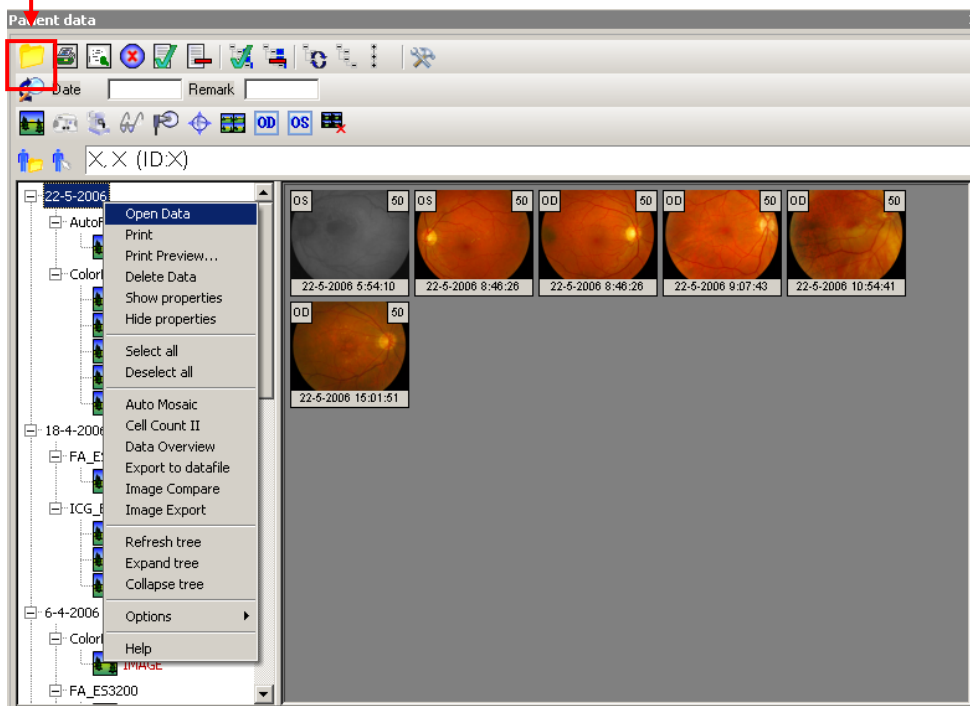 Patient data
Date Remark
OD OS
X, X (ID:X)
22-5-2006
AutoF
Colorl
18-4-2006
FA_ES
ICG_E
6-4-2006
Colorl
IMAGE
FA_ES3200
Open Data
Print
Print Preview...
Delete Data
Show properties
Hide properties
Select all
Deselect all
Auto Mosaic
Cell Count II
Data Overview
Export to datafile
Image Compare
Image Export
Refresh tree
Expand tree
Collapse tree
Options
Help
OS 50
22-5-2006 5:54:10
OS 50
22-5-2006 8:46:26
OD 50
22-5-2006 8:46:26
OD 50
22-5-2006 9:07:43
OD 50
22-5-2006 10:54:41
OD 50
22-5-2006 15:01:51